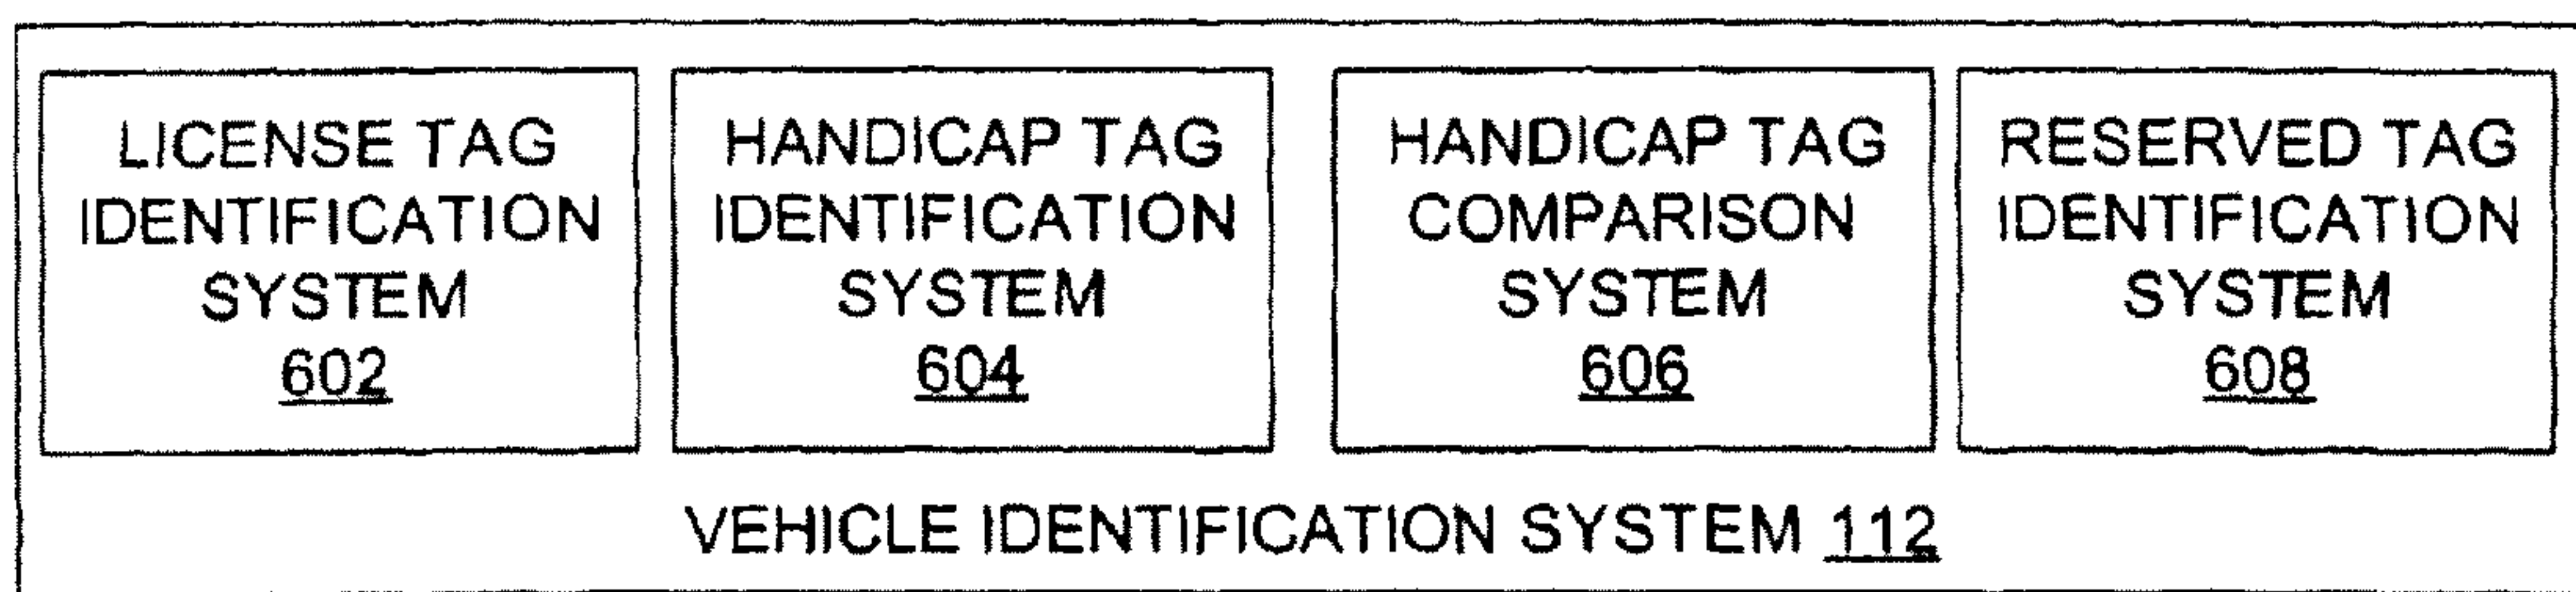 LICENSE TAG
IDENTIFICATION
SYSTEM
602
HANDICAP TAG
IDENTIFICATION
SYSTEM
604
HANDICAP TAG
COMPARISON
SYSTEM
606
RESERVED TAG
IDENTIFICATION
SYSTEM
608
VEHICLE IDENTIFICATION SYSTEM 112